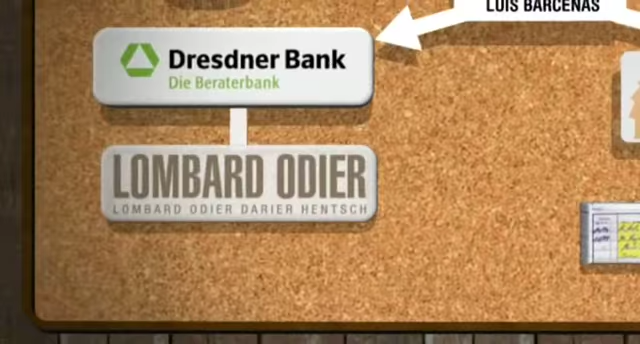 LUIS BARCENAS
Dresdner Bank
Die Beraterbank
LOMBARD ODIER
LOMBARD ODIER DARIER HENTSCH